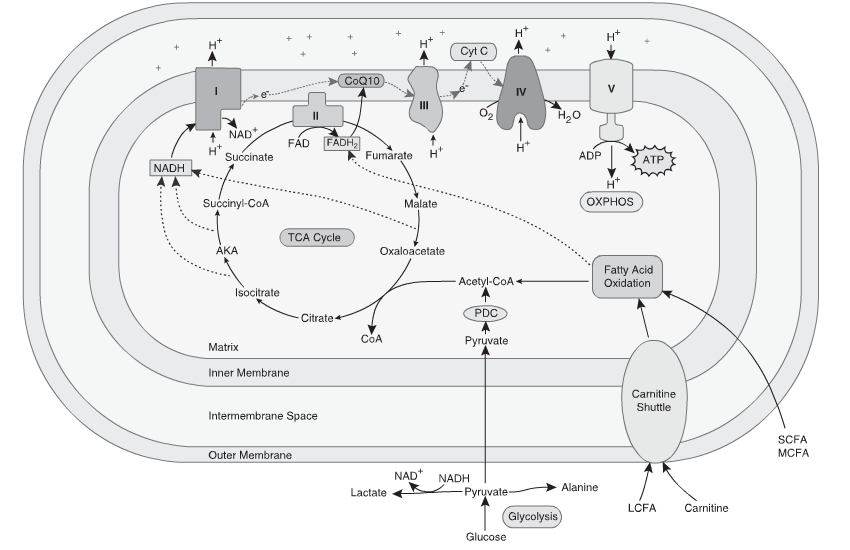 H+
H+
Cyt C
H+
H+
I
e-
CoQ10
III
e-
IV
V
II
O2
H2O
NAD+
H+
FAD
FADH2
H+
H+
ADP
ATP
H+
OXPHOS
NADH
Succinate
Fumarate
Succinyl-CoA
Malate
TCA Cycle
AKA
Oxaloacetate
Isocitrate
Acetyl-CoA
Fatty Acid
Oxidation
Citrate
CoA
PDC
Pyruvate
Matrix
Inner Membrane
Intermembrane Space
Outer Membrane
Carnitine
Shuttle
SCFA
MCFA
NAD+
NADH
Lactate
Pyruvate
Alanine
LCFA
Carnitine
Glycolysis
Glucose